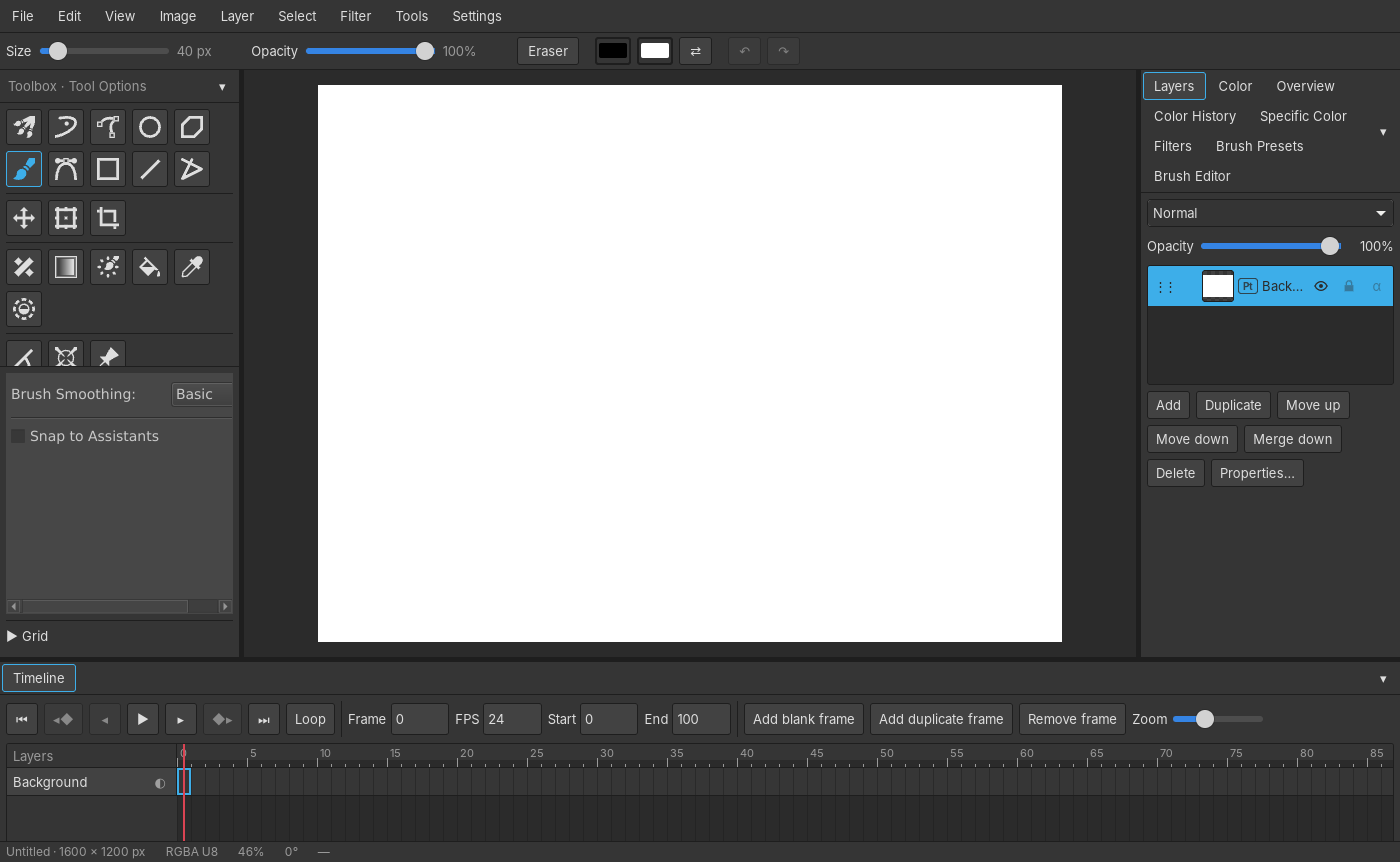 File Edit View Image Layer Select Filter Tools Settings
Size 40 px Opacity 100% Eraser ⇄ ↶ ↷
Toolbox · Tool Options ▾
Layers Color Overview
Color History Specific Color
Filters Brush Presets
Brush Editor
Normal
Opacity 100%
Pt Back... α
Add Duplicate Move up
Move down Merge down
Delete Properties...
Brush Smoothing: Basic
Snap to Assistants
Grid
Timeline
Loop Frame 0 FPS 24 Start 0 End 100 Add blank frame Add duplicate frame Remove frame Zoom
Layers 0 5 10 15 20 25 30 35 40 45 50 55 60 65 70 75 80 85
Background
Untitled · 1600 × 1200 px RGBA U8 46% 0° —